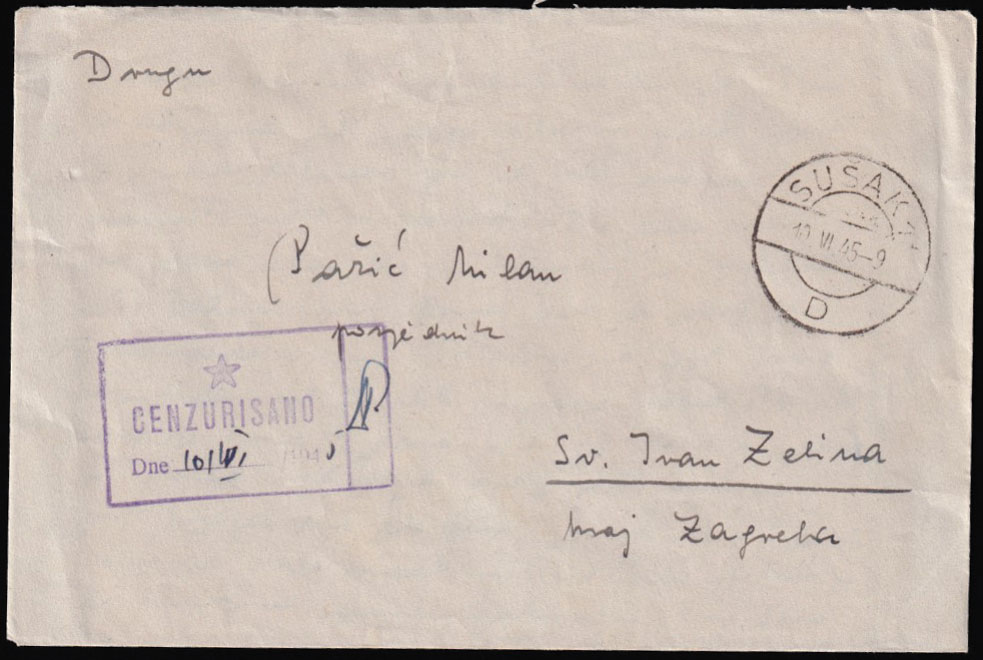 Drugu
SUŠAK 1
10 VI 45-9
D
Pažić Milan
posjednik
CENZURISANO
Dne 10/VI 1945
Sv. Ivan Zelina
kraj Zagreba